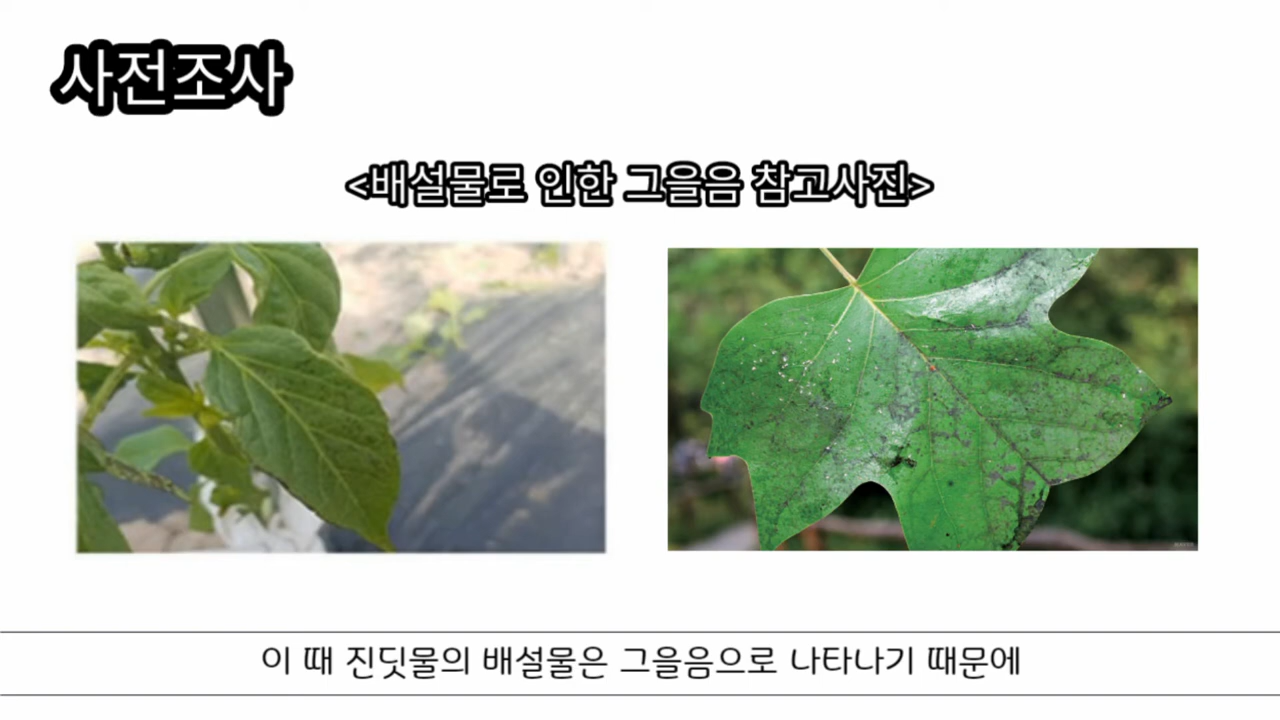 사전조사
<배설물로 인한 그을음 참고사진>
이 때 진딧물의 배설물은 그을음으로 나타나기 때문에